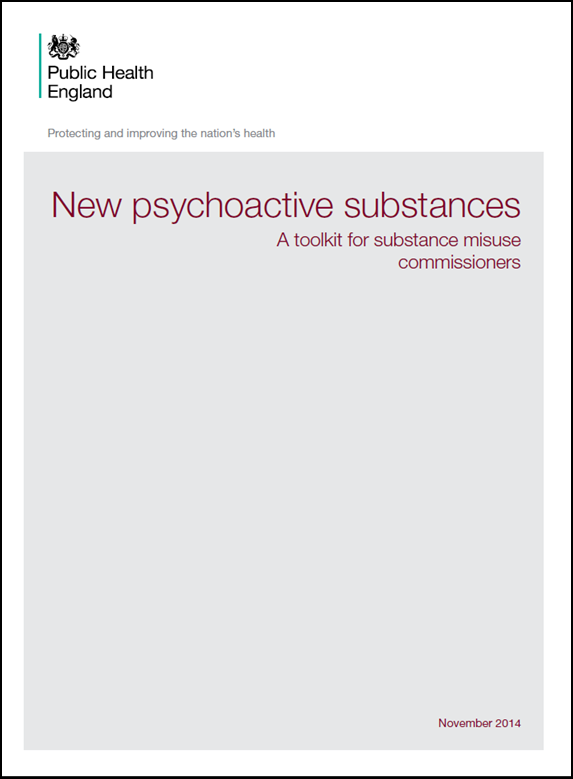 Public Health
England
Protecting and improving the nation's health
New psychoactive substances
A toolkit for substance misuse
commissioners
November 2014